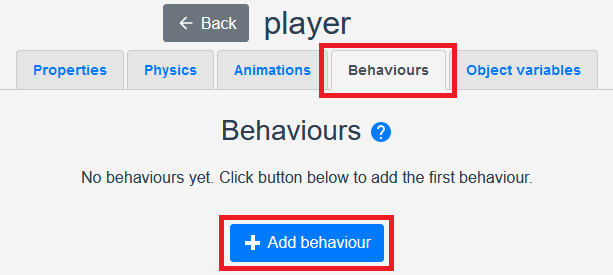 Back player
Properties Physics Animations Behaviours Object variables
Behaviours ?
No behaviours yet. Click button below to add the first behaviour.
Add behaviour